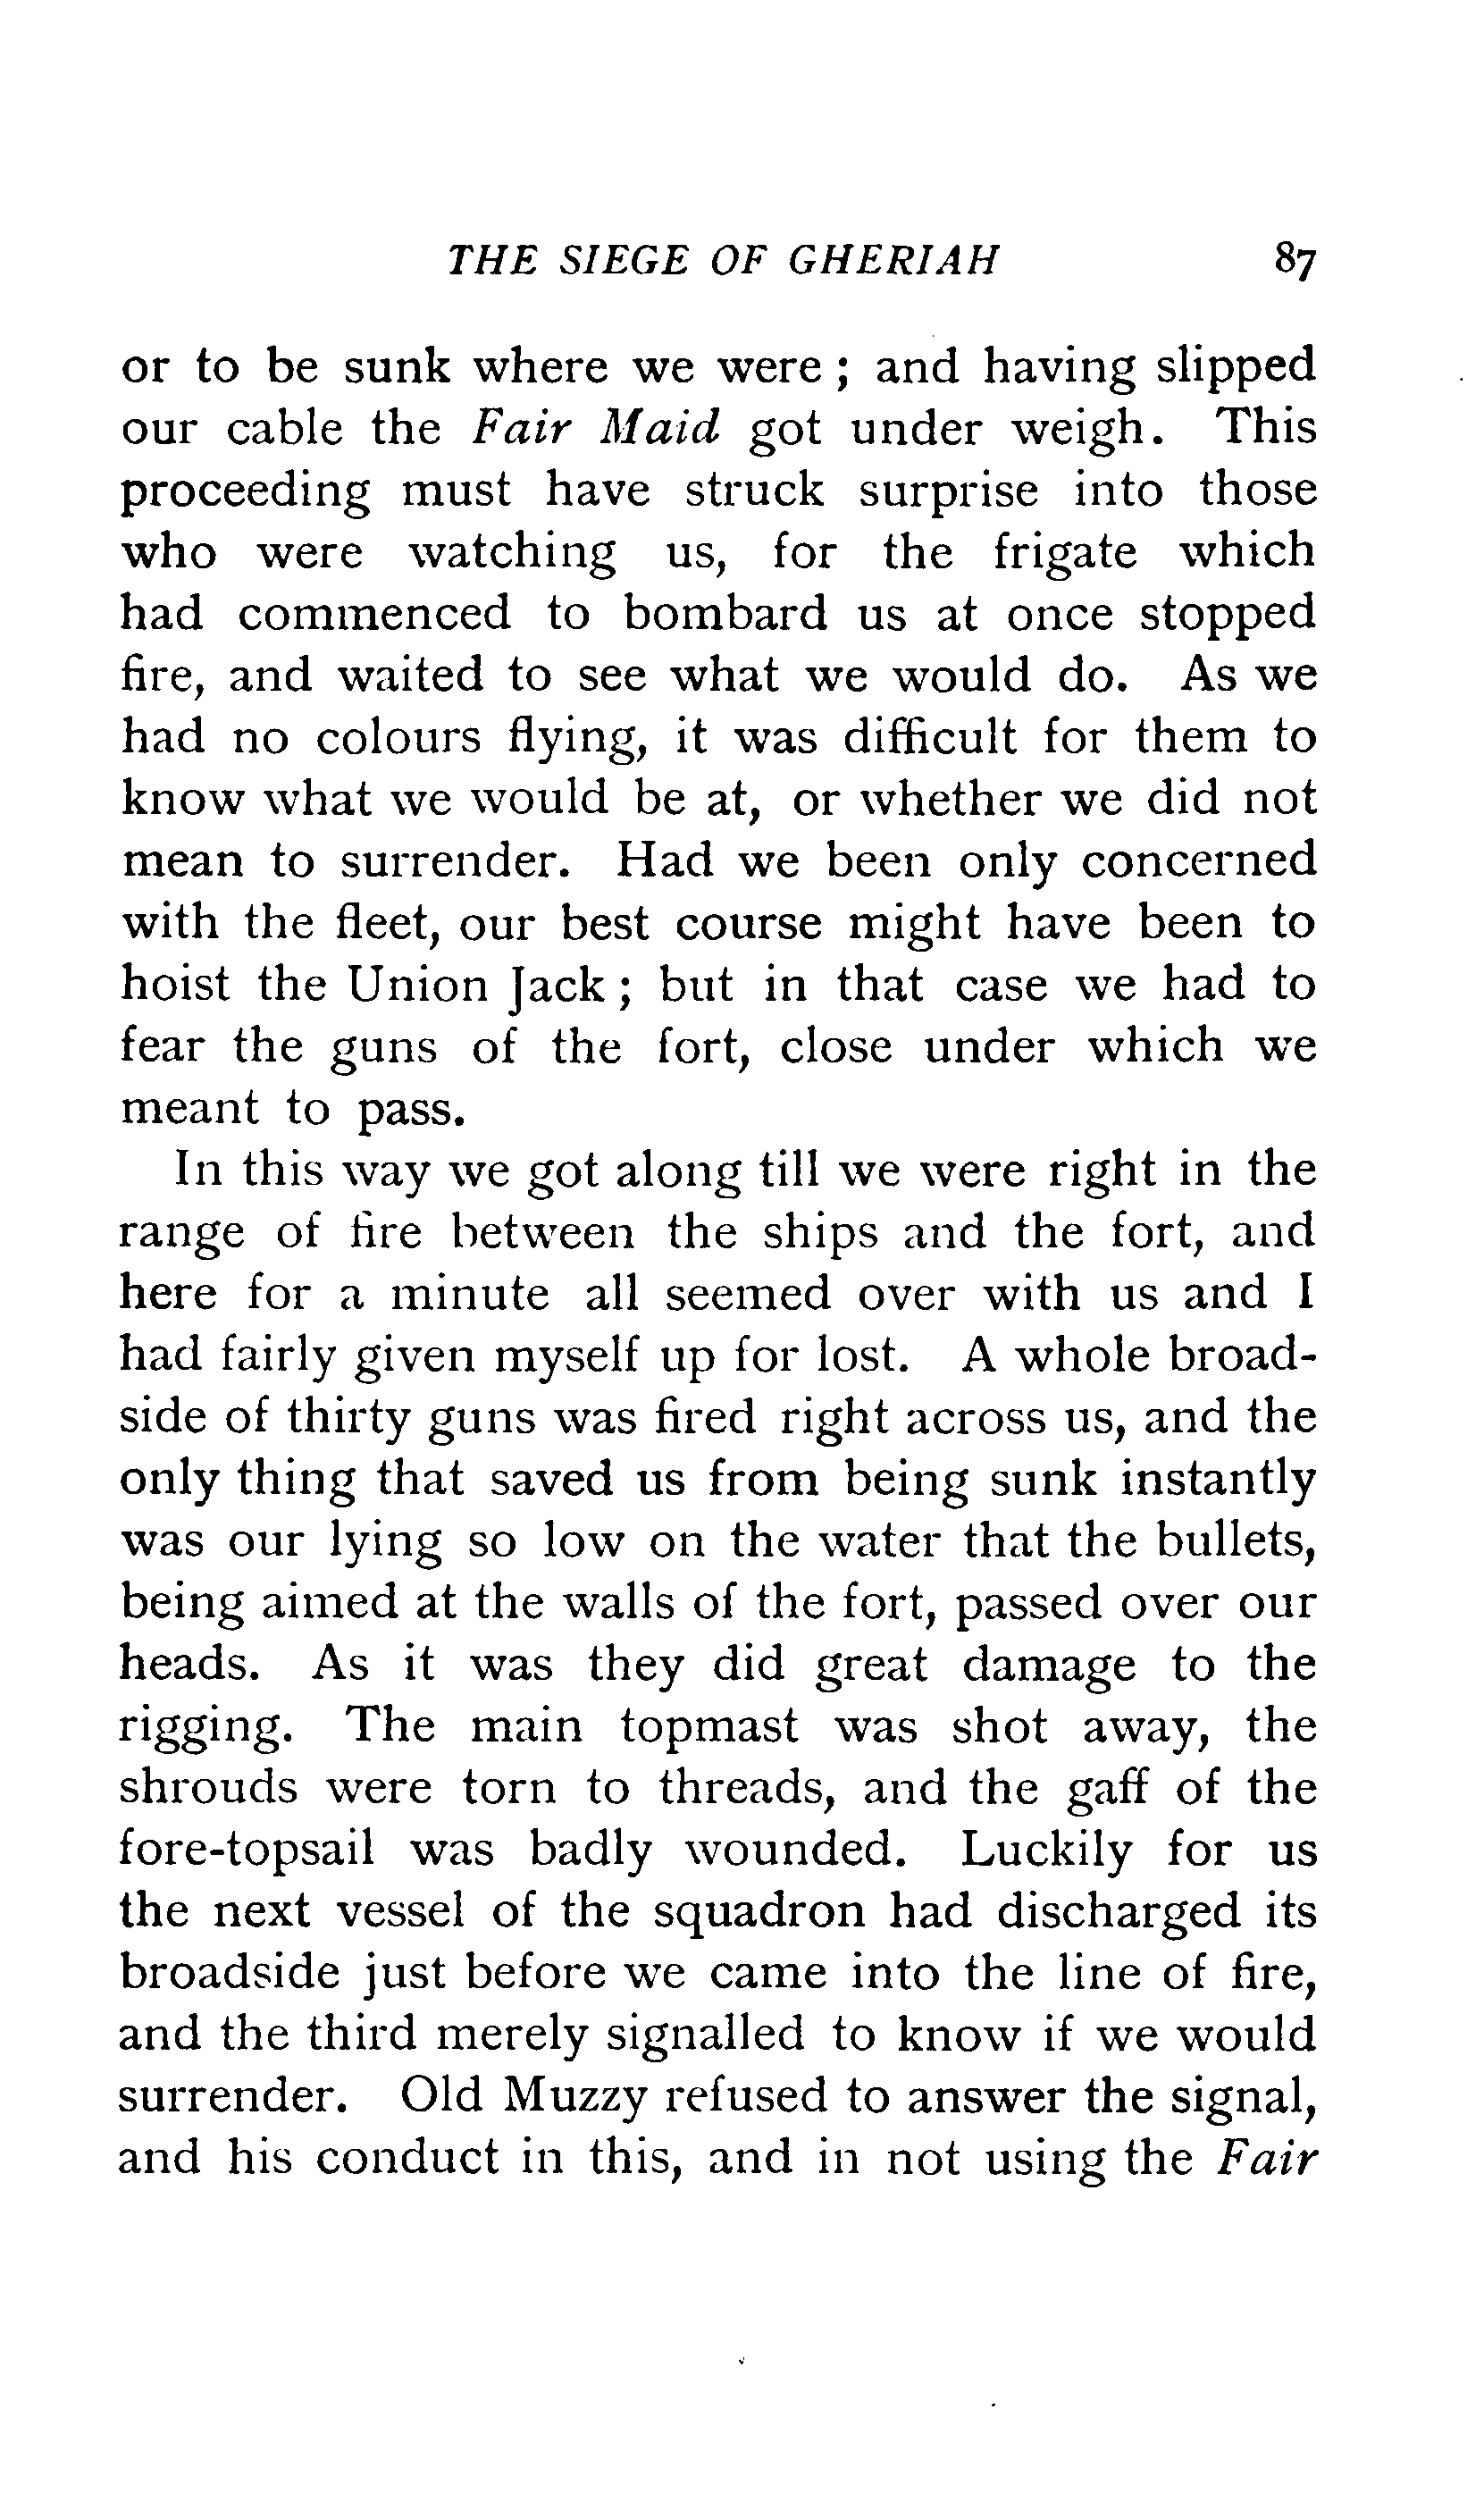 THE SIEGE OF GHERIAH 87
or to be sunk where we were ; and having slipped
our cable the Fair Maid got under weigh. This
proceeding must have struck surprise into those
who were watching us, for the frigate which
had commenced to bombard us at once stopped
fire, and waited to see what we would do. As we
had no colours flying, it was difficult for them to
know what we would be at, or whether we did not
mean to surrender. Had we been only concerned
with the fleet, our best course might have been to
hoist the Union Jack ; but in that case we had to
fear the guns of the fort, close under which we
meant to pass.
In this way we got along till we were right in the
range of fire between the ships and the fort, and
here for a minute all seemed over with us and I
had fairly given myself up for lost. A whole broad-
side of thirty guns was fired right across us, and the
only thing that saved us from being sunk instantly
was our lying so low on the water that the bullets,
being aimed at the walls of the fort, passed over our
heads. As it was they did great damage to the
rigging. The main topmast was shot away, the
shrouds were torn to threads, and the gaff of the
fore-topsail was badly wounded. Luckily for us
the next vessel of the squadron had discharged its
broadside just before we came into the line of fire,
and the third merely signalled to know if we would
surrender. Old Muzzy refused to answer the signal,
and his conduct in this, and in not using the Fair